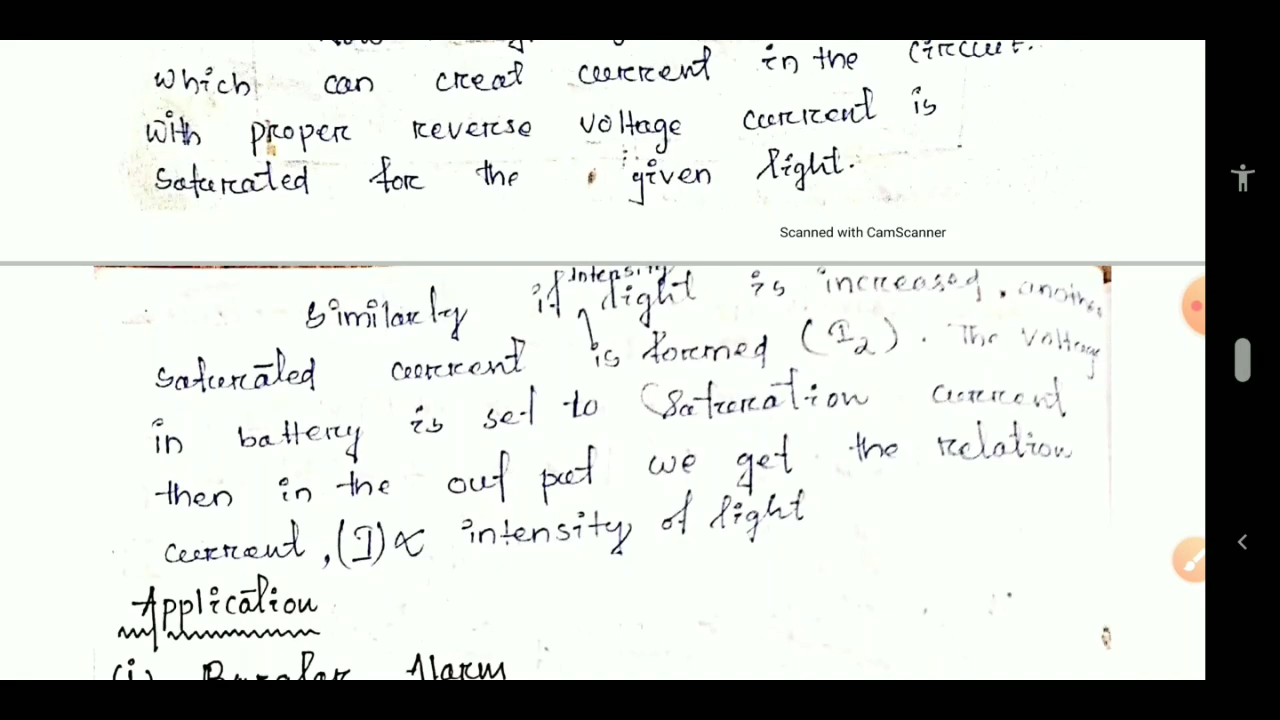 which can creat current in the circuit.
with proper reverse voltage current is
saturated for the given light.
Scanned with CamScanner
intensity
similarly if light is increased, another
saturated current is formed (I₂). The voltage
in battery is set to saturation current
then in the out put we get the relation
current, (I) ∝ intensity of light
Application
(i) Burglar Alarm